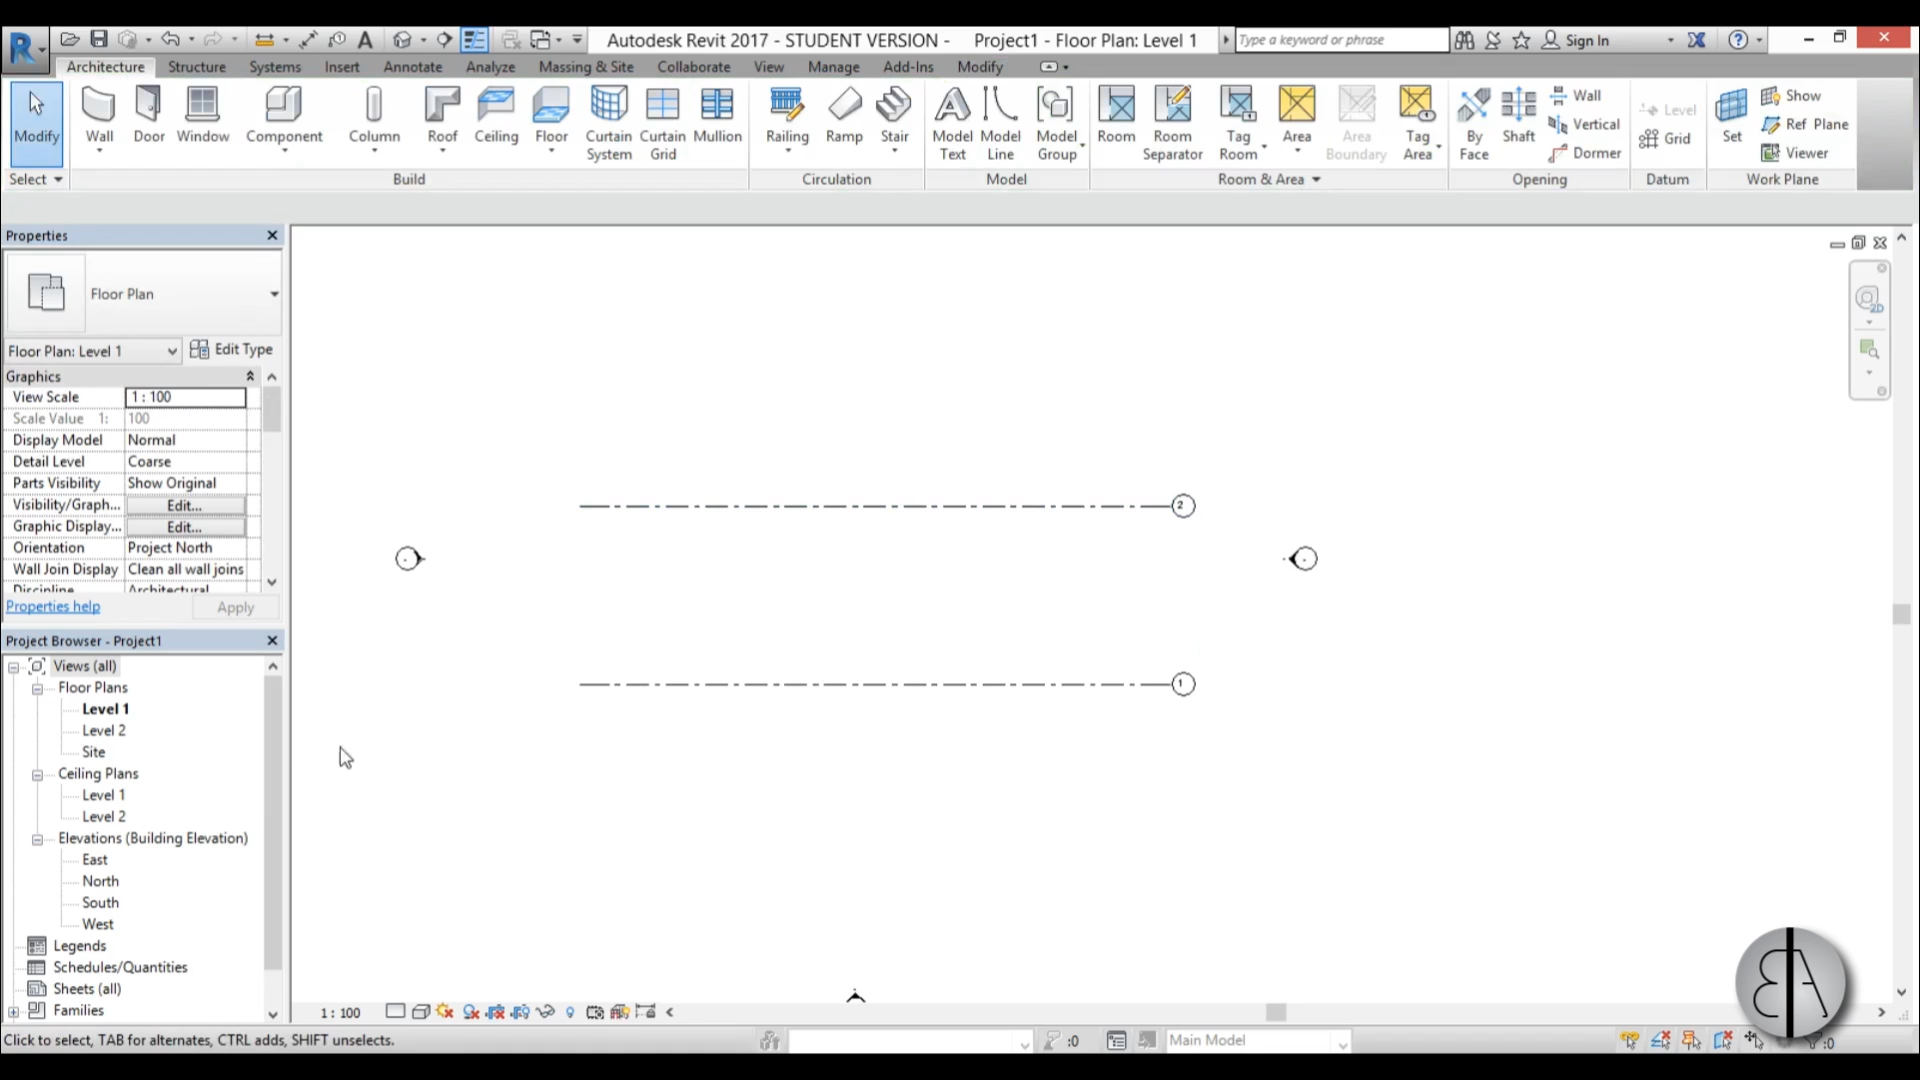 Autodesk Revit 2017 - STUDENT VERSION - Project1 - Floor Plan: Level 1
Type a keyword or phrase
Sign In
Architecture Structure Systems Insert Annotate Analyze Massing & Site Collaborate View Manage Add-Ins Modify
Modify
Wall
Door
Window
Component
Column
Roof
Ceiling
Floor
Curtain System
Curtain Grid
Mullion
Railing
Ramp
Stair
Model Text
Model Line
Model Group
Room
Room Separator
Tag Room
Area
Area Boundary
Tag Area
By Face
Shaft
Wall
Vertical
Dormer
Level
Grid
Set
Show
Ref Plane
Viewer
Select
Build
Circulation
Model
Room & Area
Opening
Datum
Work Plane
Properties
Floor Plan
Floor Plan: Level 1
Edit Type
Graphics
View Scale 1 : 100
Scale Value 1: 100
Display Model Normal
Detail Level Coarse
Parts Visibility Show Original
Visibility/Graph... Edit...
Graphic Display... Edit...
Orientation Project North
Wall Join Display Clean all wall joins
Discipline Architectural
Properties help
Apply
Project Browser - Project1
Views (all)
Floor Plans
Level 1
Level 2
Site
Ceiling Plans
Level 1
Level 2
Elevations (Building Elevation)
East
North
South
West
Legends
Schedules/Quantities
Sheets (all)
Families
2
1
2D
1 : 100
Click to select, TAB for alternates, CTRL adds, SHIFT unselects.
:0
Main Model
:0
BA